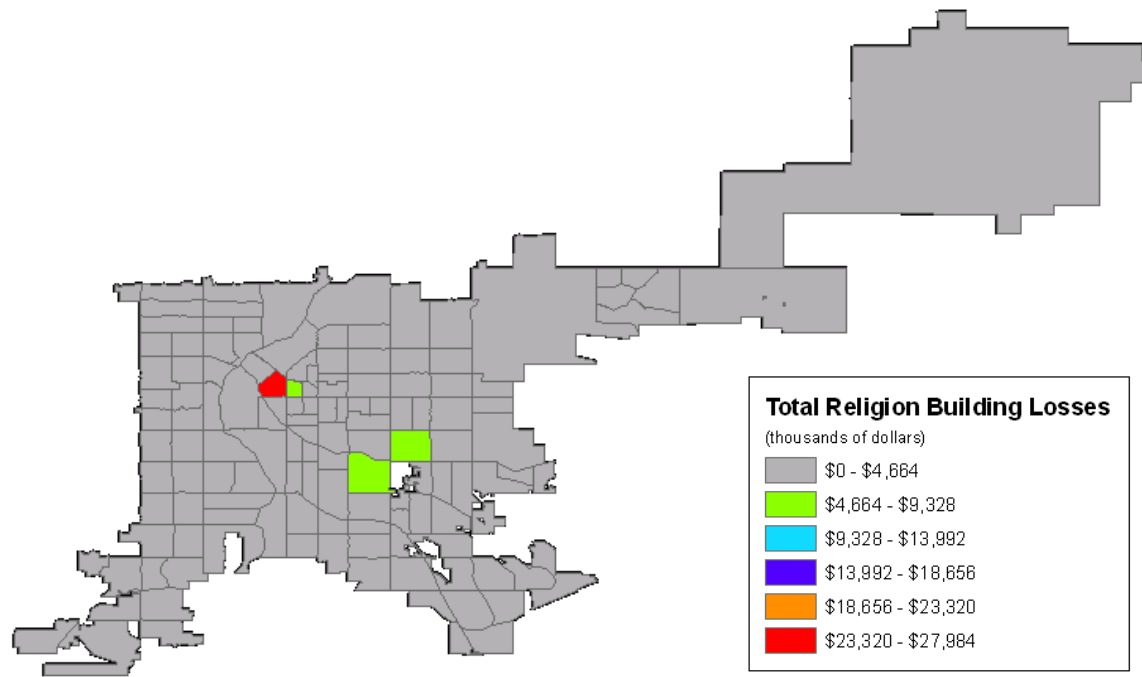 Total Religion Building Losses
(thousands of dollars)
$0 - $4,664
$4,664 - $9,328
$9,328 - $13,992
$13,992 - $18,656
$18,656 - $23,320
$23,320 - $27,984